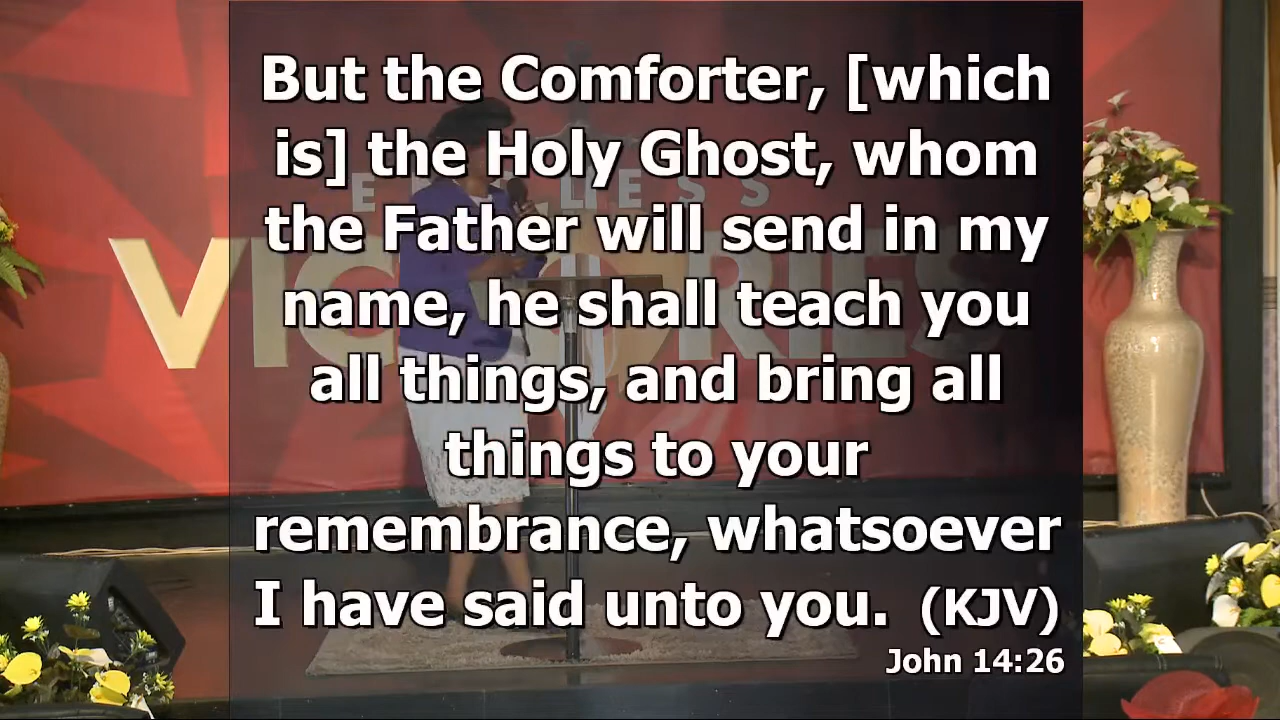 But the Comforter, [which
is] the Holy Ghost, whom
the Father will send in my
name, he shall teach you
all things, and bring all
things to your
remembrance, whatsoever
I have said unto you. (KJV)
John 14:26
VICTORIES